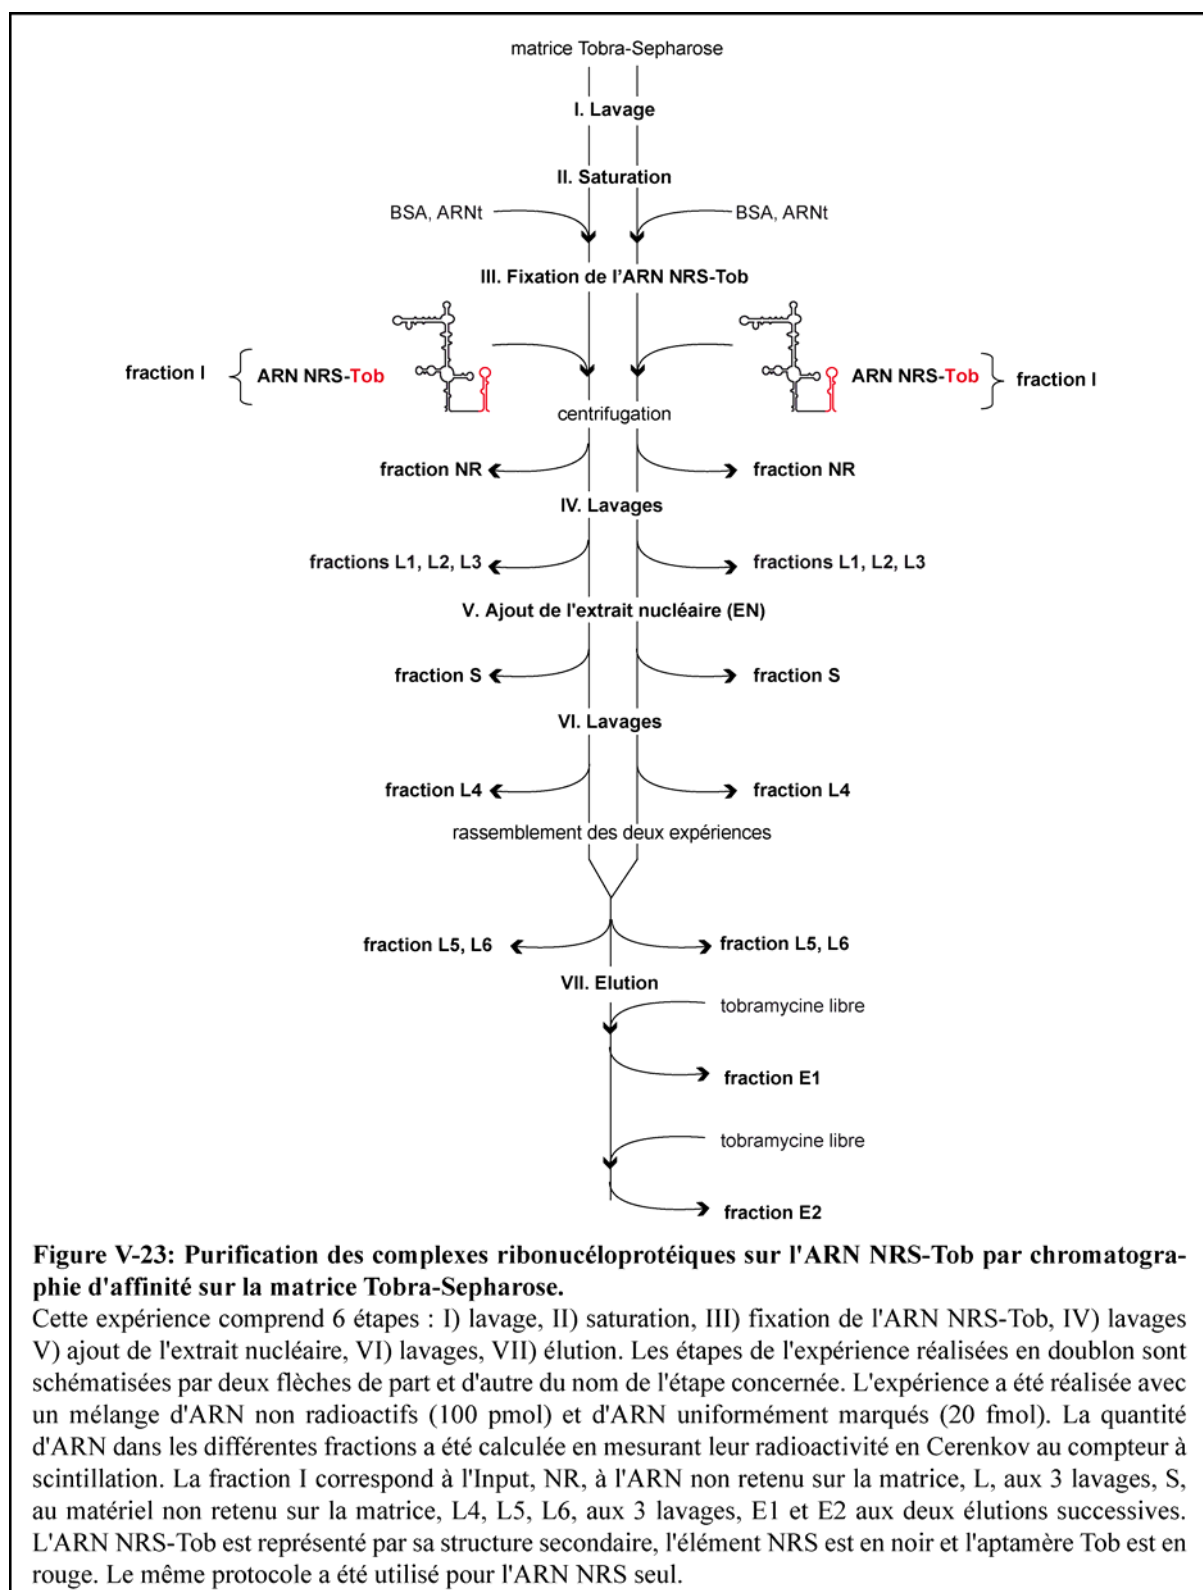 matrice Tobra-Sepharose
I. Lavage
II. Saturation
BSA, ARNt
BSA, ARNt
III. Fixation de l'ARN NRS-Tob
fraction I
ARN NRS-Tob
ARN NRS-Tob
fraction I
centrifugation
fraction NR
fraction NR
IV. Lavages
fractions L1, L2, L3
fractions L1, L2, L3
V. Ajout de l'extrait nucléaire (EN)
fraction S
fraction S
VI. Lavages
fraction L4
fraction L4
rassemblement des deux expériences
fraction L5, L6
fraction L5, L6
VII. Elution
tobramycine libre
fraction E1
tobramycine libre
fraction E2
Figure V-23: Purification des complexes ribonucéloprotéiques sur l'ARN NRS-Tob par chromatogra-
phie d'affinité sur la matrice Tobra-Sepharose.
Cette expérience comprend 6 étapes : I) lavage, II) saturation, III) fixation de l'ARN NRS-Tob, IV) lavages
V) ajout de l'extrait nucléaire, VI) lavages, VII) élution. Les étapes de l'expérience réalisées en doublon sont
schématisées par deux flèches de part et d'autre du nom de l'étape concernée. L'expérience a été réalisée avec
un mélange d'ARN non radioactifs (100 pmol) et d'ARN uniformément marqués (20 fmol). La quantité
d'ARN dans les différentes fractions a été calculée en mesurant leur radioactivité en Cerenkov au compteur à
scintillation. La fraction I correspond à l'Input, NR, à l'ARN non retenu sur la matrice, L, aux 3 lavages, S,
au matériel non retenu sur la matrice, L4, L5, L6, aux 3 lavages, E1 et E2 aux deux élutions successives.
L'ARN NRS-Tob est représenté par sa structure secondaire, l'élément NRS est en noir et l'aptamère Tob est en
rouge. Le même protocole a été utilisé pour l'ARN NRS seul.